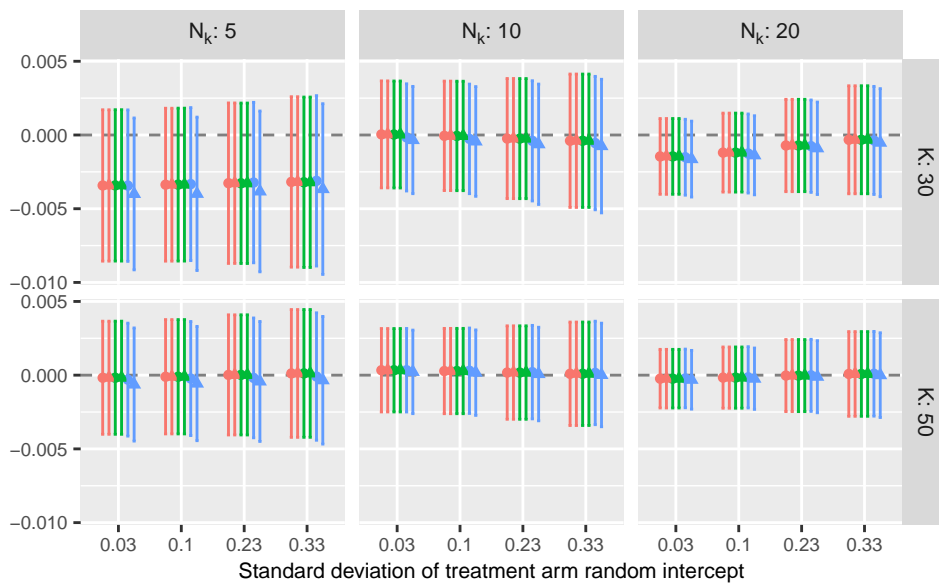 N_k: 5
N_k: 10
N_k: 20
0.005
0.000
−0.005
−0.010
K: 30
0.005
0.000
−0.005
−0.010
K: 50
0.03 0.1 0.23 0.33
0.03 0.1 0.23 0.33
0.03 0.1 0.23 0.33
Standard deviation of treatment arm random intercept